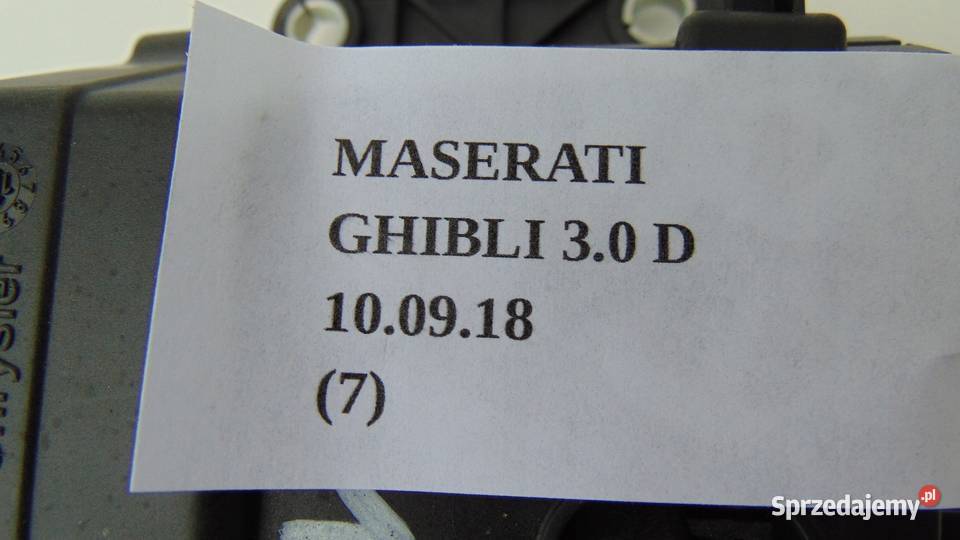 MASERATI
GHIBLI 3.0 D
10.09.18
(7)
Sprzedajemy.pl